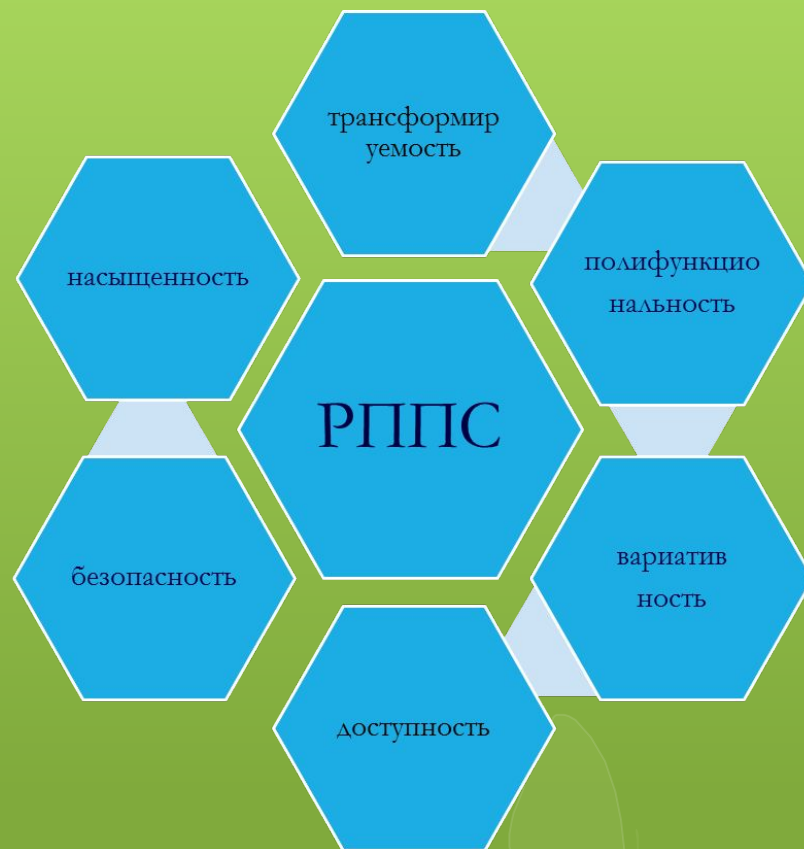 трансформир
уемость
насыщенность
полифункцио
нальность
РППС
безопасность
вариатив
ность
доступность